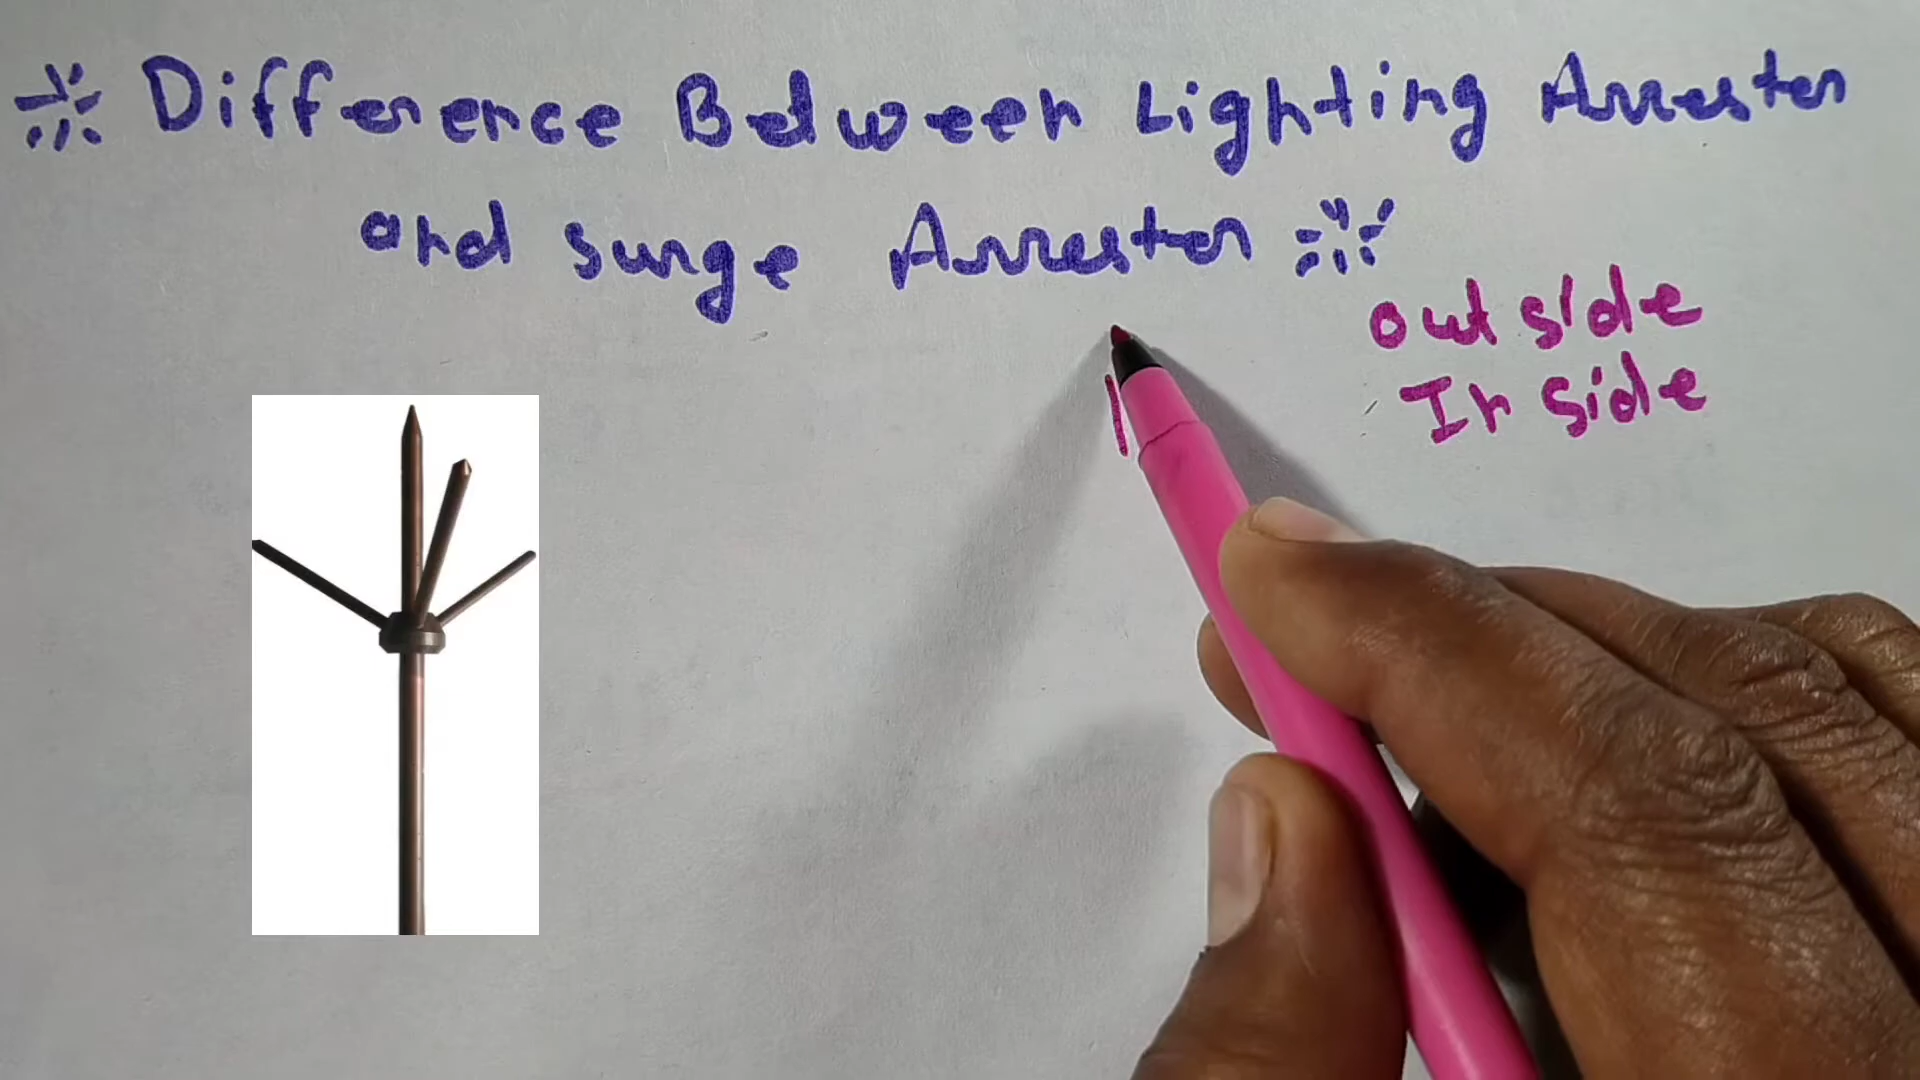 Difference Between Lighting Arrester
and surge Arrester
out side
In side